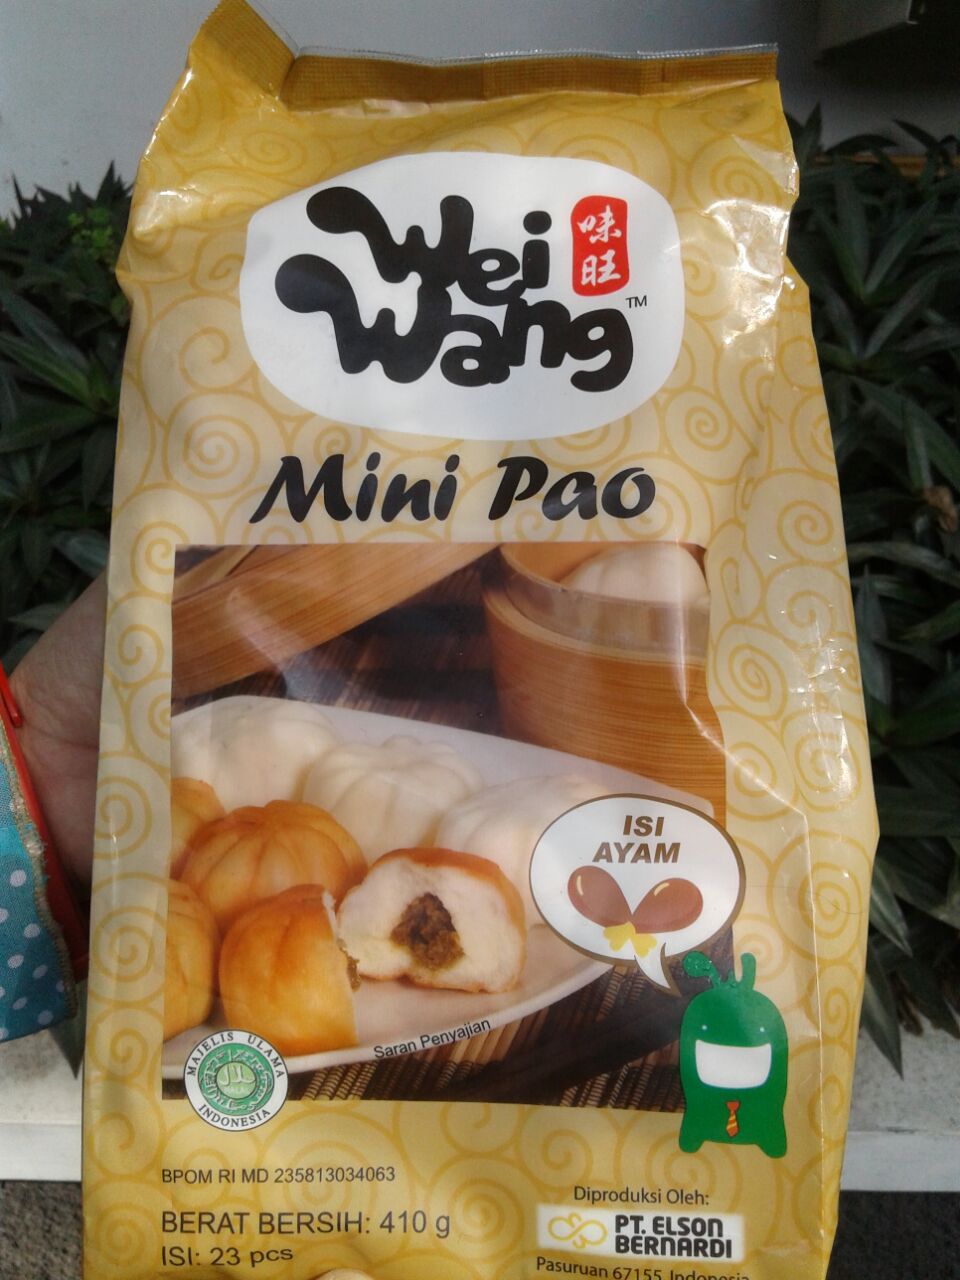 Wei
Wang
味
旺
TM
Mini Pao
ISI
AYAM
Saran Penyajian
MAJELIS ULAMA
INDONESIA
BPOM RI MD 235813034063
BERAT BERSIH: 410 g
ISI: 23 pcs
Diproduksi Oleh:
PT. ELSON
BERNARDI
Pasuruan 67155, Indonesia